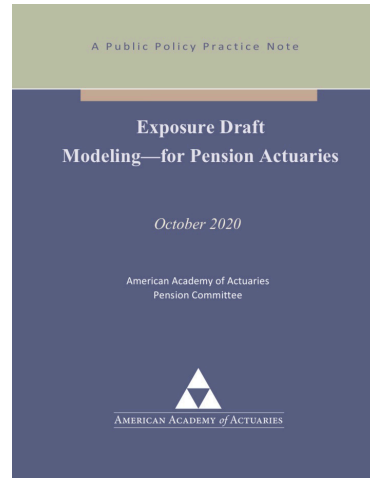 A Public Policy Practice Note
Exposure Draft
Modeling—for Pension Actuaries
October 2020
American Academy of Actuaries
Pension Committee
AMERICAN ACADEMY of ACTUARIES